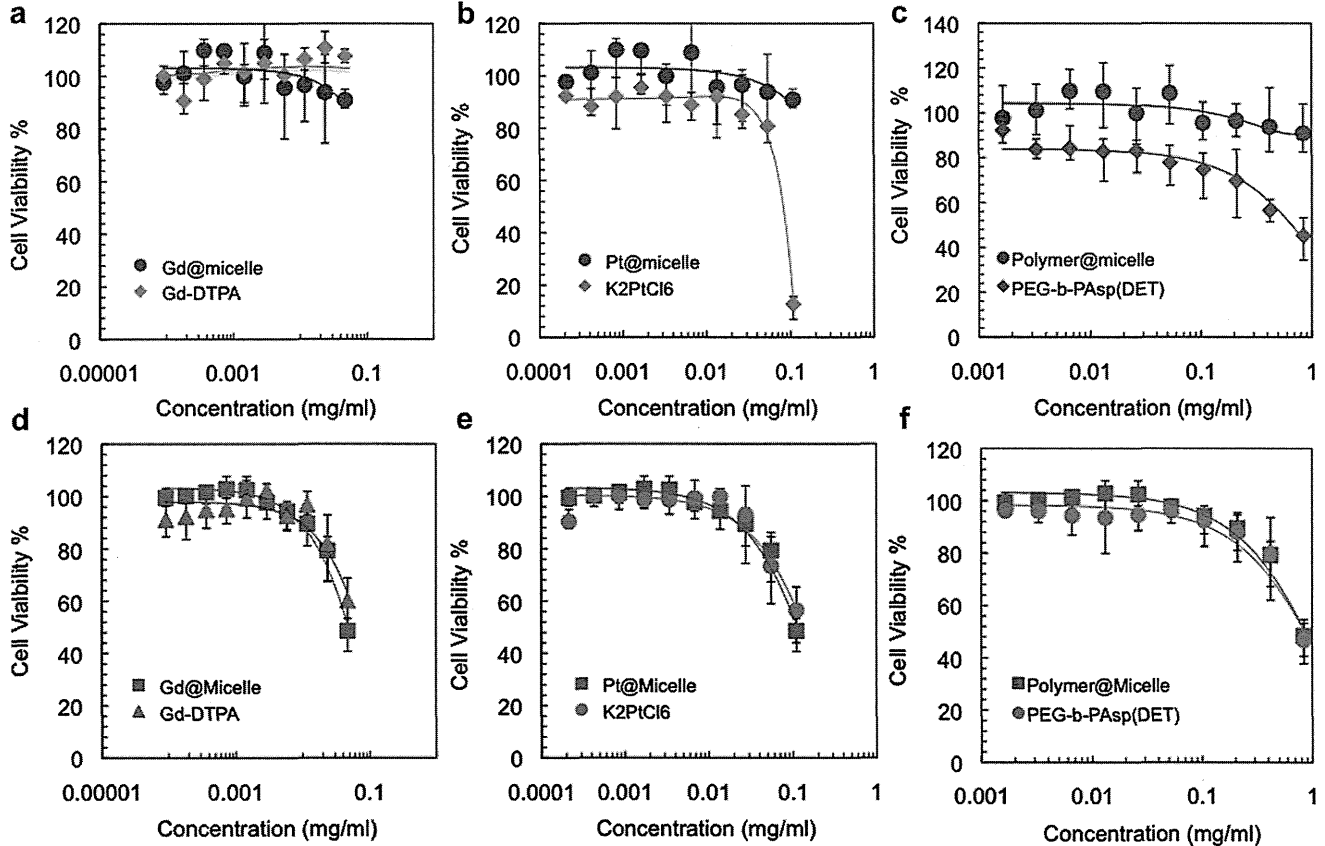 a
120
100
80
60
40
20
0
Cell Vialbility %
Gd@micelle
Gd-DTPA
0.00001
0.001
0.1
Concentration (mg/ml)
b
120
100
80
60
40
20
0
Cell Vialbility %
Pt@micelle
K2PtCl6
0.0001
0.001
0.01
0.1
1
Concentration (mg/ml)
c
140
120
100
80
60
40
20
0
Cell Vialbility %
Polymer@micelle
PEG-b-PAsp(DET)
0.001
0.01
0.1
1
Concentration (mg/ml)
d
120
100
80
60
40
20
0
Cell Vialbility %
Gd@Micelle
Gd-DTPA
0.00001
0.001
0.1
Concentration (mg/ml)
e
120
100
80
60
40
20
0
Cell Vialbility %
Pt@Micelle
K2PtCl6
0.0001
0.001
0.01
0.1
1
Concentration (mg/ml)
f
120
100
80
60
40
20
0
Cell Vialbility %
Polymer@Micelle
PEG-b-PAsp(DET)
0.001
0.01
0.1
1
Concentration (mg/ml)